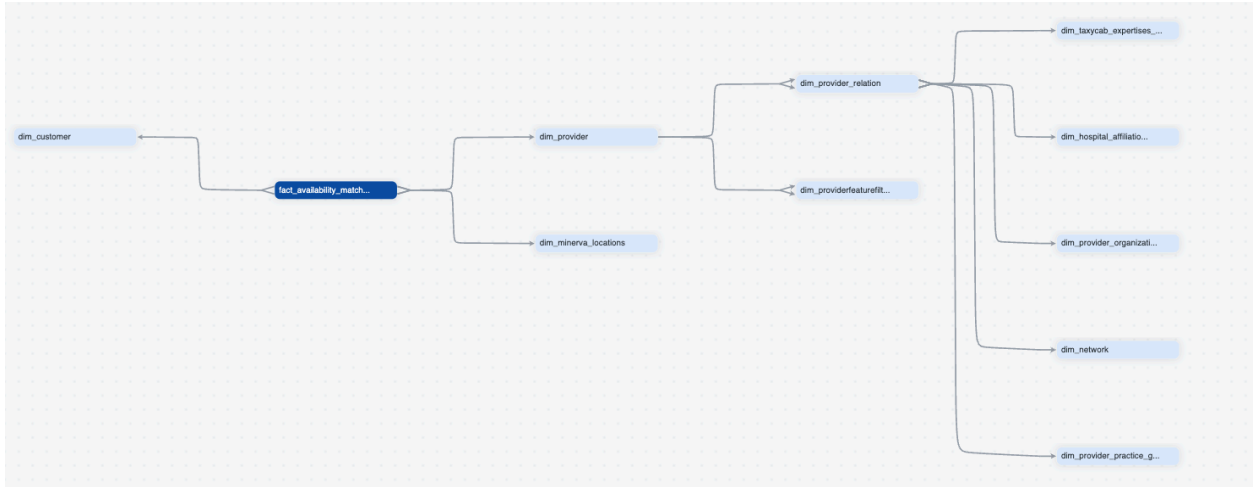 dim_taxycab_expertises_...
dim_provider_relation
dim_customer
dim_provider
dim_hospital_affiliatio...
fact_availability_match...
dim_providerfeaturefilt...
dim_minerva_locations
dim_provider_organizati...
dim_network
dim_provider_practice_g...